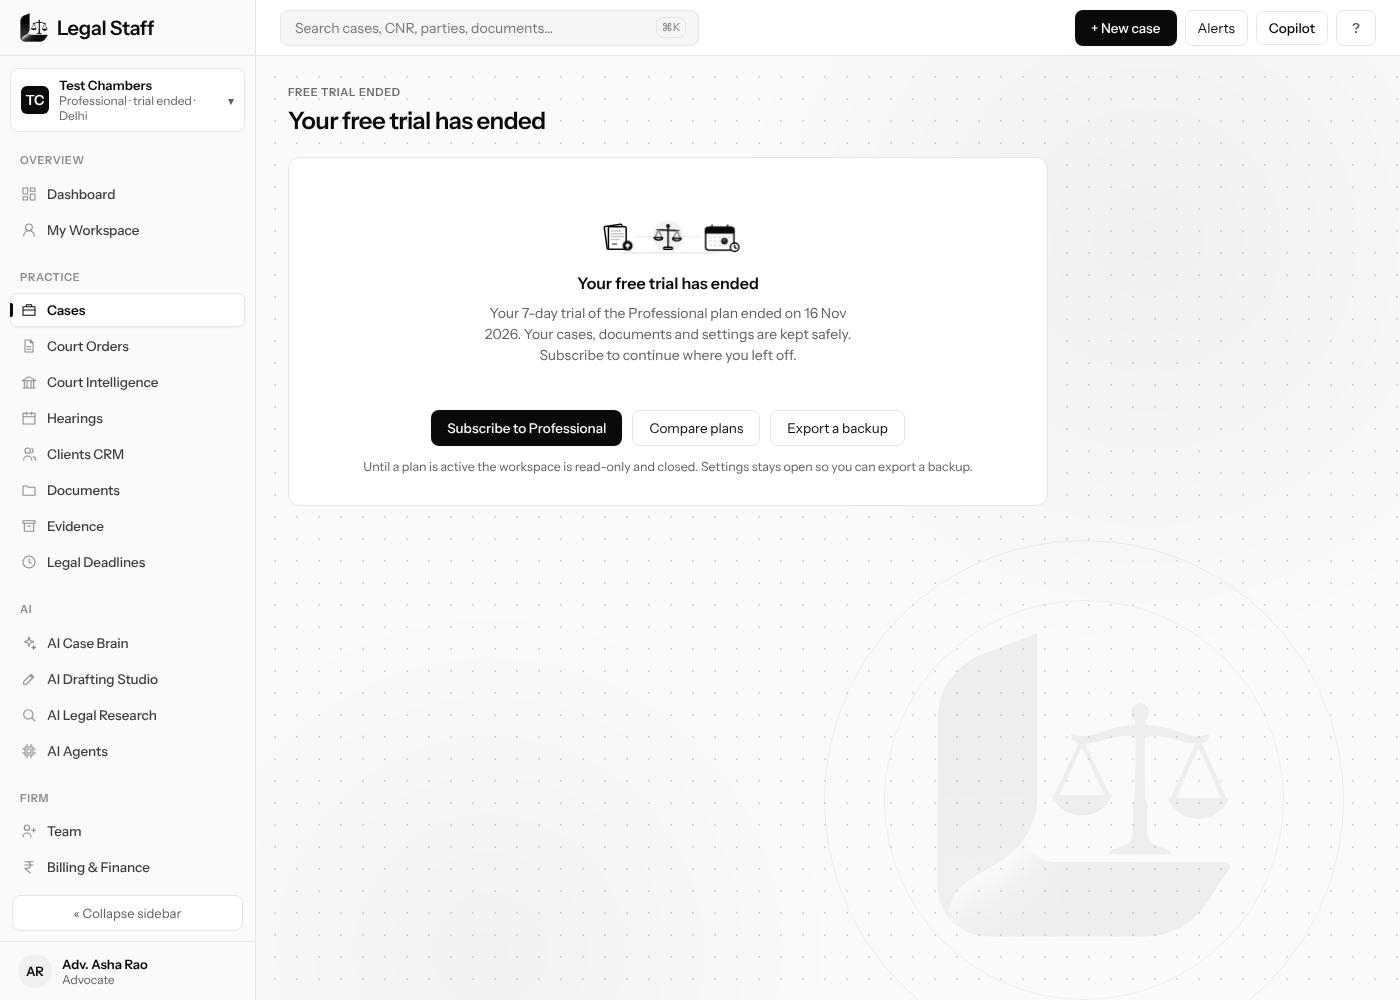 Legal Staff
Search cases, CNR, parties, documents...
⌘K
+ New case
Alerts
Copilot
?
TC
Test Chambers
Professional · trial ended ·
Delhi
▾
OVERVIEW
Dashboard
My Workspace
PRACTICE
Cases
Court Orders
Court Intelligence
Hearings
Clients CRM
Documents
Evidence
Legal Deadlines
AI
AI Case Brain
AI Drafting Studio
AI Legal Research
AI Agents
FIRM
Team
Billing & Finance
« Collapse sidebar
AR
Adv. Asha Rao
Advocate
FREE TRIAL ENDED
Your free trial has ended
Your free trial has ended
Your 7-day trial of the Professional plan ended on 16 Nov
2026. Your cases, documents and settings are kept safely.
Subscribe to continue where you left off.
Subscribe to Professional
Compare plans
Export a backup
Until a plan is active the workspace is read-only and closed. Settings stays open so you can export a backup.